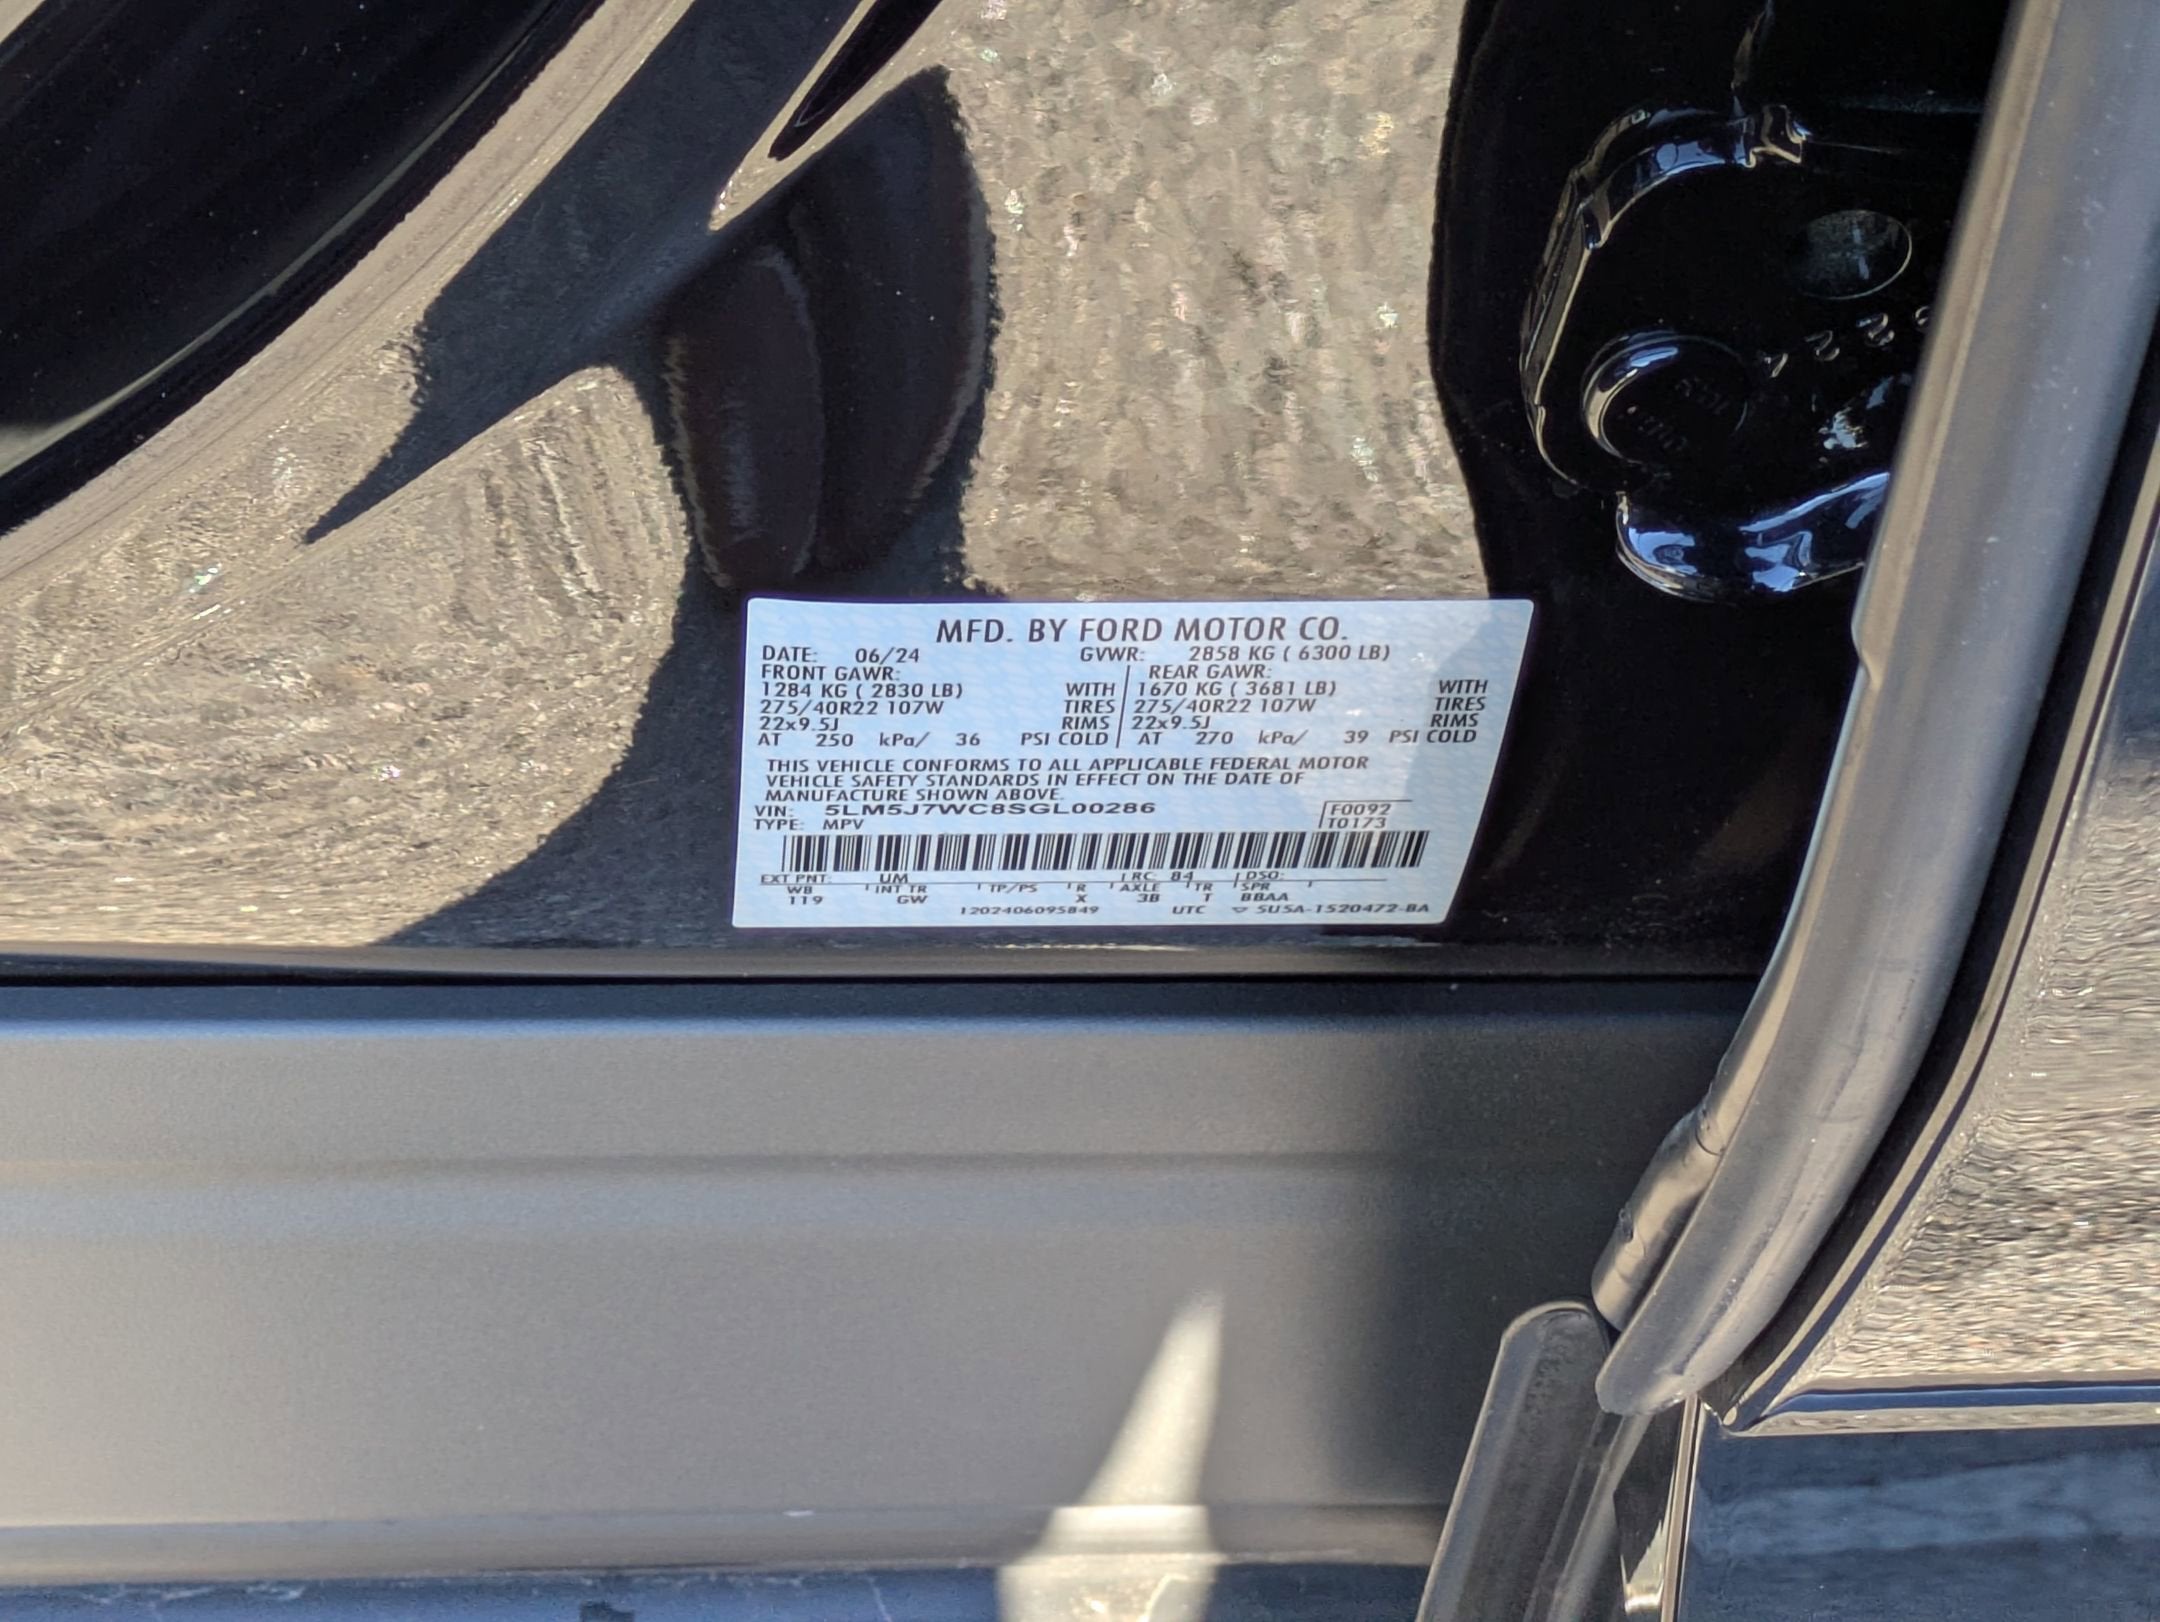 MFD. BY FORD MOTOR CO.
DATE: 06/24 GVWR: 2858 KG ( 6300 LB)
FRONT GAWR: REAR GAWR:
1284 KG ( 2830 LB) WITH 1670 KG ( 3681 LB) WITH
275/40R22 107W TIRES 275/40R22 107W TIRES
22x9.5J RIMS 22x9.5J RIMS
AT 250 kPa/ 36 PSI COLD AT 270 kPa/ 39 PSI COLD
THIS VEHICLE CONFORMS TO ALL APPLICABLE FEDERAL MOTOR
VEHICLE SAFETY STANDARDS IN EFFECT ON THE DATE OF
MANUFACTURE SHOWN ABOVE.
VIN: 5LM5J7WC8SGL00286 F0092
TYPE: MPV T0173
EXT PNT: UM RC: 84 DSO:
WB INT TR TP/PS R AXLE TR SPR
119 GW X 3B T BBAA
1202406095849 UTC SU5A-1520472-BA